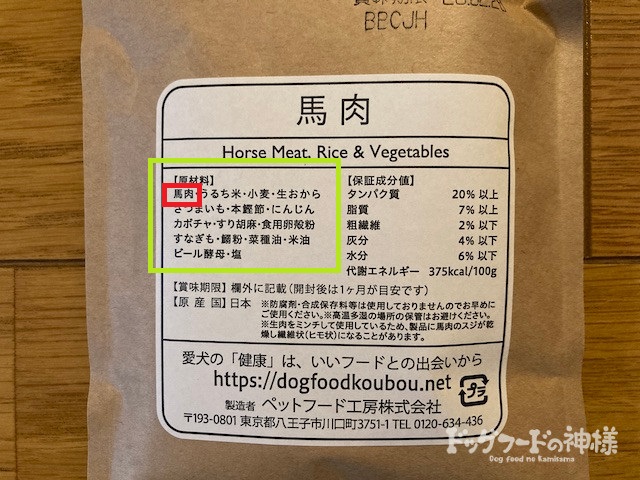 BBCJH
馬肉
Horse Meat, Rice & Vegetables
【原材料】
馬肉・うるち米・小麦・生おから
さつまいも・本鰹節・にんじん
カボチャ・すり胡麻・食用卵殻粉
すなぎも・鯑粉・菜種油・米油
ビール酵母・塩
【保証成分値】
タンパク質 20%以上
脂質 7%以上
粗繊維 2%以下
灰分 4%以下
水分 6%以下
代謝エネルギー 375kcal/100g
【賞味期限】欄外に記載(開封後は1ヶ月が目安です)
【原産国】日本 ※防腐剤・合成保存料等は使用しておりませんのでお早めに
ご使用ください。※高温多湿の場所の保管はお避けください。
※生肉をミンチして使用しているため、製品に馬肉のスジが乾
燥し繊維状(ヒモ状)になることがあります。
愛犬の「健康」は、いいフードとの出会いから
https://dogfoodkoubou.net
プラ
製造者 ペットフード工房株式会社
〒193-0801 東京都八王子市川口町3751-1 TEL 0120-634-436
ドッグフードの神様
Dog food no Kamisama